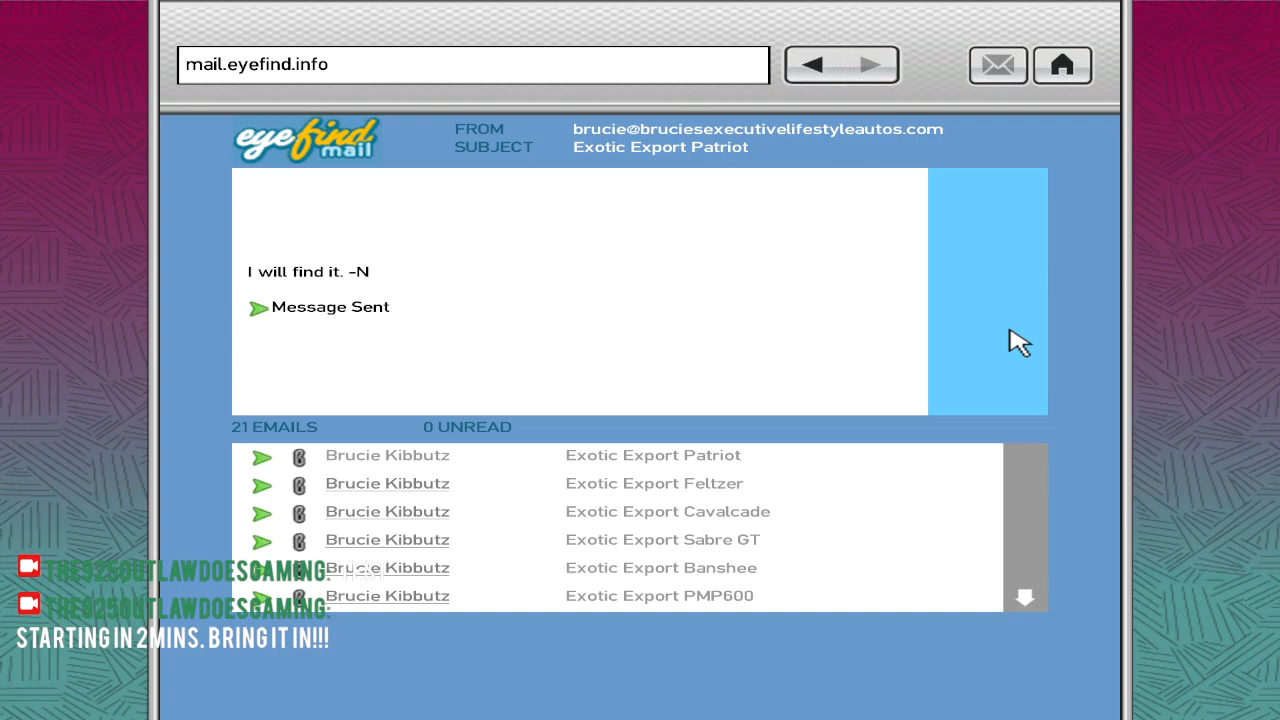 mail.eyefind.info
eyefind mail
FROM brucie@bruciesexecutivelifestyleautos.com
SUBJECT Exotic Export Patriot
I will find it. -N
Message Sent
21 EMAILS 0 UNREAD
Brucie Kibbutz Exotic Export Patriot
Brucie Kibbutz Exotic Export Feltzer
Brucie Kibbutz Exotic Export Cavalcade
Brucie Kibbutz Exotic Export Sabre GT
Brucie Kibbutz Exotic Export Banshee
Brucie Kibbutz Exotic Export PMP600
THE925OUTLAWDOESGAMING:
THE925OUTLAWDOESGAMING:
STARTING IN 2MINS. BRING IT IN!!!